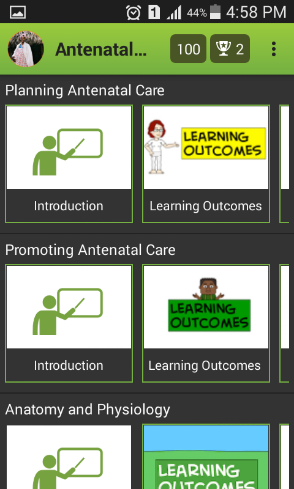 1 44% 4:58 PM
Antenatal... 100 2
Planning Antenatal Care
LEARNING
OUTCOMES
Introduction Learning Outcomes
Promoting Antenatal Care
LEARNING
OUTCOMES
Introduction Learning Outcomes
Anatomy and Physiology
LEARNING
OUTCOMES